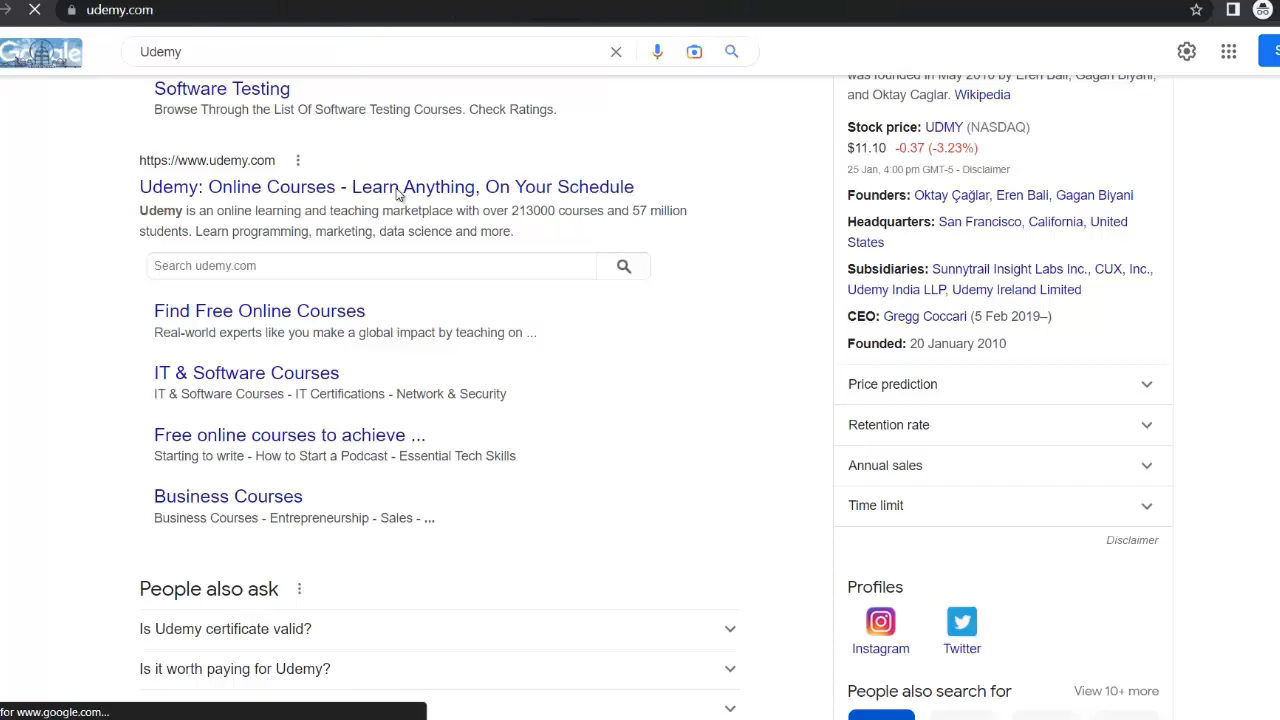 udemy.com
Google
Udemy
Software Testing
Browse Through the List Of Software Testing Courses. Check Ratings.
https://www.udemy.com
Udemy: Online Courses - Learn Anything, On Your Schedule
Udemy is an online learning and teaching marketplace with over 213000 courses and 57 million
students. Learn programming, marketing, data science and more.
Search udemy.com
Find Free Online Courses
Real-world experts like you make a global impact by teaching on ...
IT & Software Courses
IT & Software Courses - IT Certifications - Network & Security
Free online courses to achieve ...
Starting to write - How to Start a Podcast - Essential Tech Skills
Business Courses
Business Courses - Entrepreneurship - Sales - ...
People also ask
Is Udemy certificate valid?
Is it worth paying for Udemy?
for www.google.com...
was founded in May 2010 by Eren Bali, Gagan Biyani,
and Oktay Caglar. Wikipedia
Stock price: UDMY (NASDAQ)
$11.10 -0.37 (-3.23%)
25 Jan, 4:00 pm GMT-5 - Disclaimer
Founders: Oktay Çağlar, Eren Bali, Gagan Biyani
Headquarters: San Francisco, California, United
States
Subsidiaries: Sunnytrail Insight Labs Inc., CUX, Inc.,
Udemy India LLP, Udemy Ireland Limited
CEO: Gregg Coccari (5 Feb 2019–)
Founded: 20 January 2010
Price prediction
Retention rate
Annual sales
Time limit
Disclaimer
Profiles
Instagram
Twitter
People also search for
View 10+ more